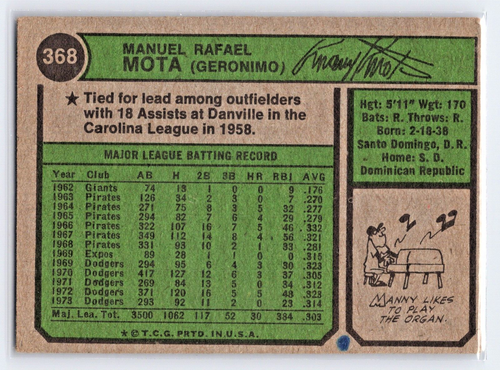 368
MANUEL RAFAEL
MOTA (GERONIMO)
Manny Mota
★ Tied for lead among outfielders
with 18 Assists at Danville in the
Carolina League in 1958.
Hgt: 5'11" Wgt: 170
Bats: R. Throws: R.
Born: 2-18-38
Santo Domingo, D.R.
Home: S. D.
Dominican Republic
MAJOR LEAGUE BATTING RECORD
Year Club AB H 2B 3B HR RBI AVG
1962 Giants 74 13 1 0 0 9 .176
1963 Pirates 126 34 2 3 0 7 .270
1964 Pirates 271 75 8 3 5 32 .277
1965 Pirates 294 82 7 6 4 29 .279
1966 Pirates 322 107 16 7 5 46 .332
1967 Pirates 349 112 14 8 4 56 .321
1968 Pirates 331 93 10 2 1 33 .281
1969 Expos 89 28 1 1 0 0 .315
1969 Dodgers 294 95 6 4 3 30 .323
1970 Dodgers 417 127 12 6 3 37 .305
1971 Dodgers 269 84 13 5 0 34 .312
1972 Dodgers 371 120 16 5 5 48 .323
1973 Dodgers 293 92 11 2 0 23 .314
Maj. Lea. Tot. 3500 1062 117 52 30 384 .303
★ © T.C.G. PRTD. IN U.S.A.
MANNY LIKES
TO PLAY
THE ORGAN.